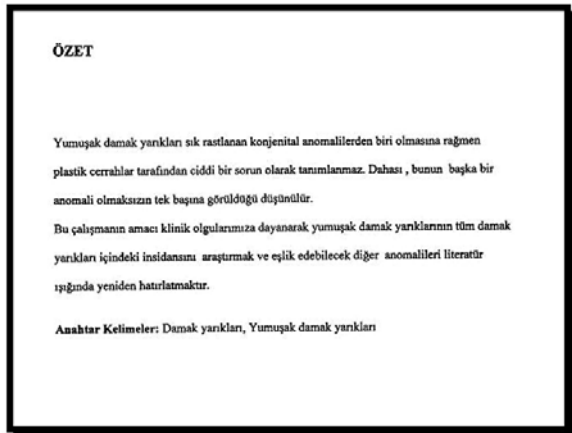 ÖZET
Yumuşak damak yarıkları sık rastlanan konjenital anomalilerden biri olmasına rağmen
plastik cerrahlar tarafından ciddi bir sorun olarak tanımlanmaz. Dahası , bunun başka bir
anomali olmaksızın tek başına görüldüğü düşünülür.
Bu çalışmanın amacı klinik olgularımıza dayanarak yumuşak damak yarıklarının tüm damak
yarıkları içindeki insidansını araştırmak ve eşlik edebilecek diğer anomalileri literatür
ışığında yeniden hatırlatmaktır.
Anahtar Kelimeler: Damak yarıkları, Yumuşak damak yarıkları